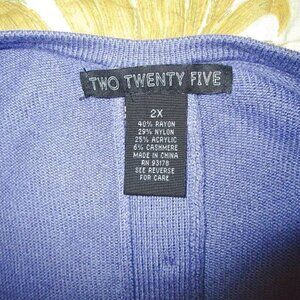 TWO TWENTY FIVE
2X
40% RAYON
29% NYLON
25% ACRYLIC
6% CASHMERE
MADE IN CHINA
RN 93178
SEE REVERSE
FOR CARE